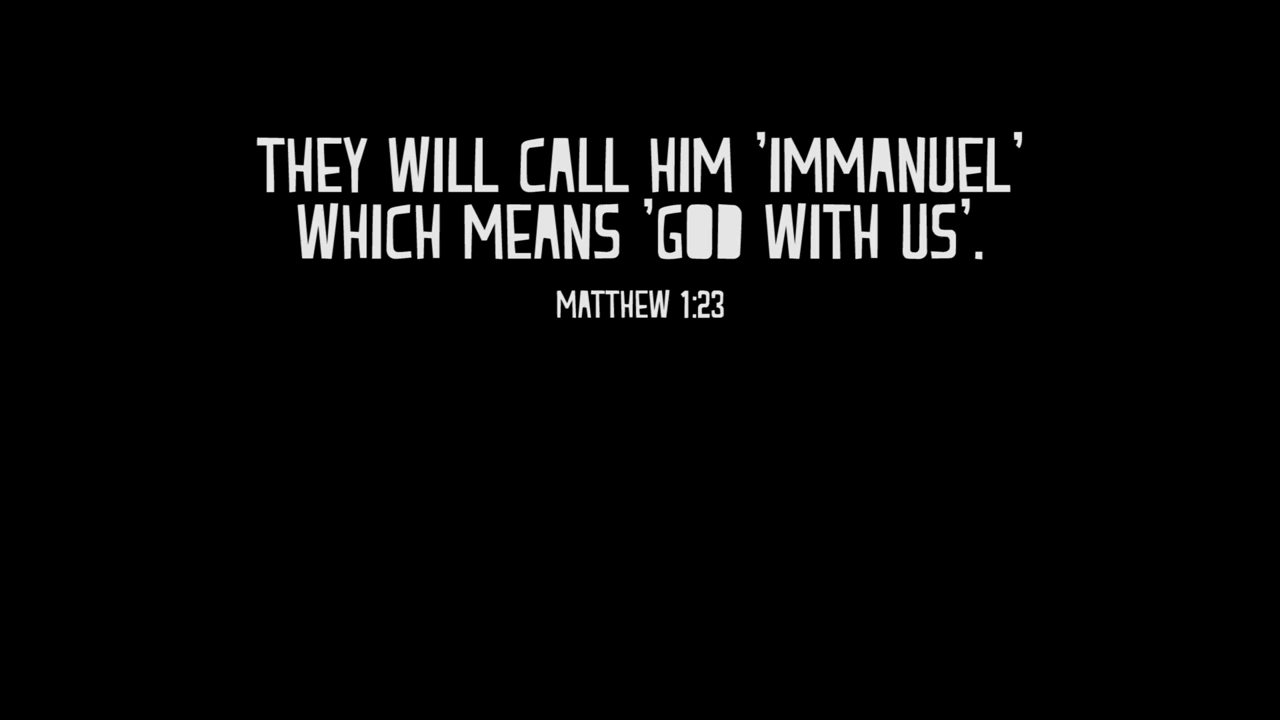 THEY WILL CALL HIM 'IMMANUEL'
WHICH MEANS 'GOD WITH US'.
MATTHEW 1:23